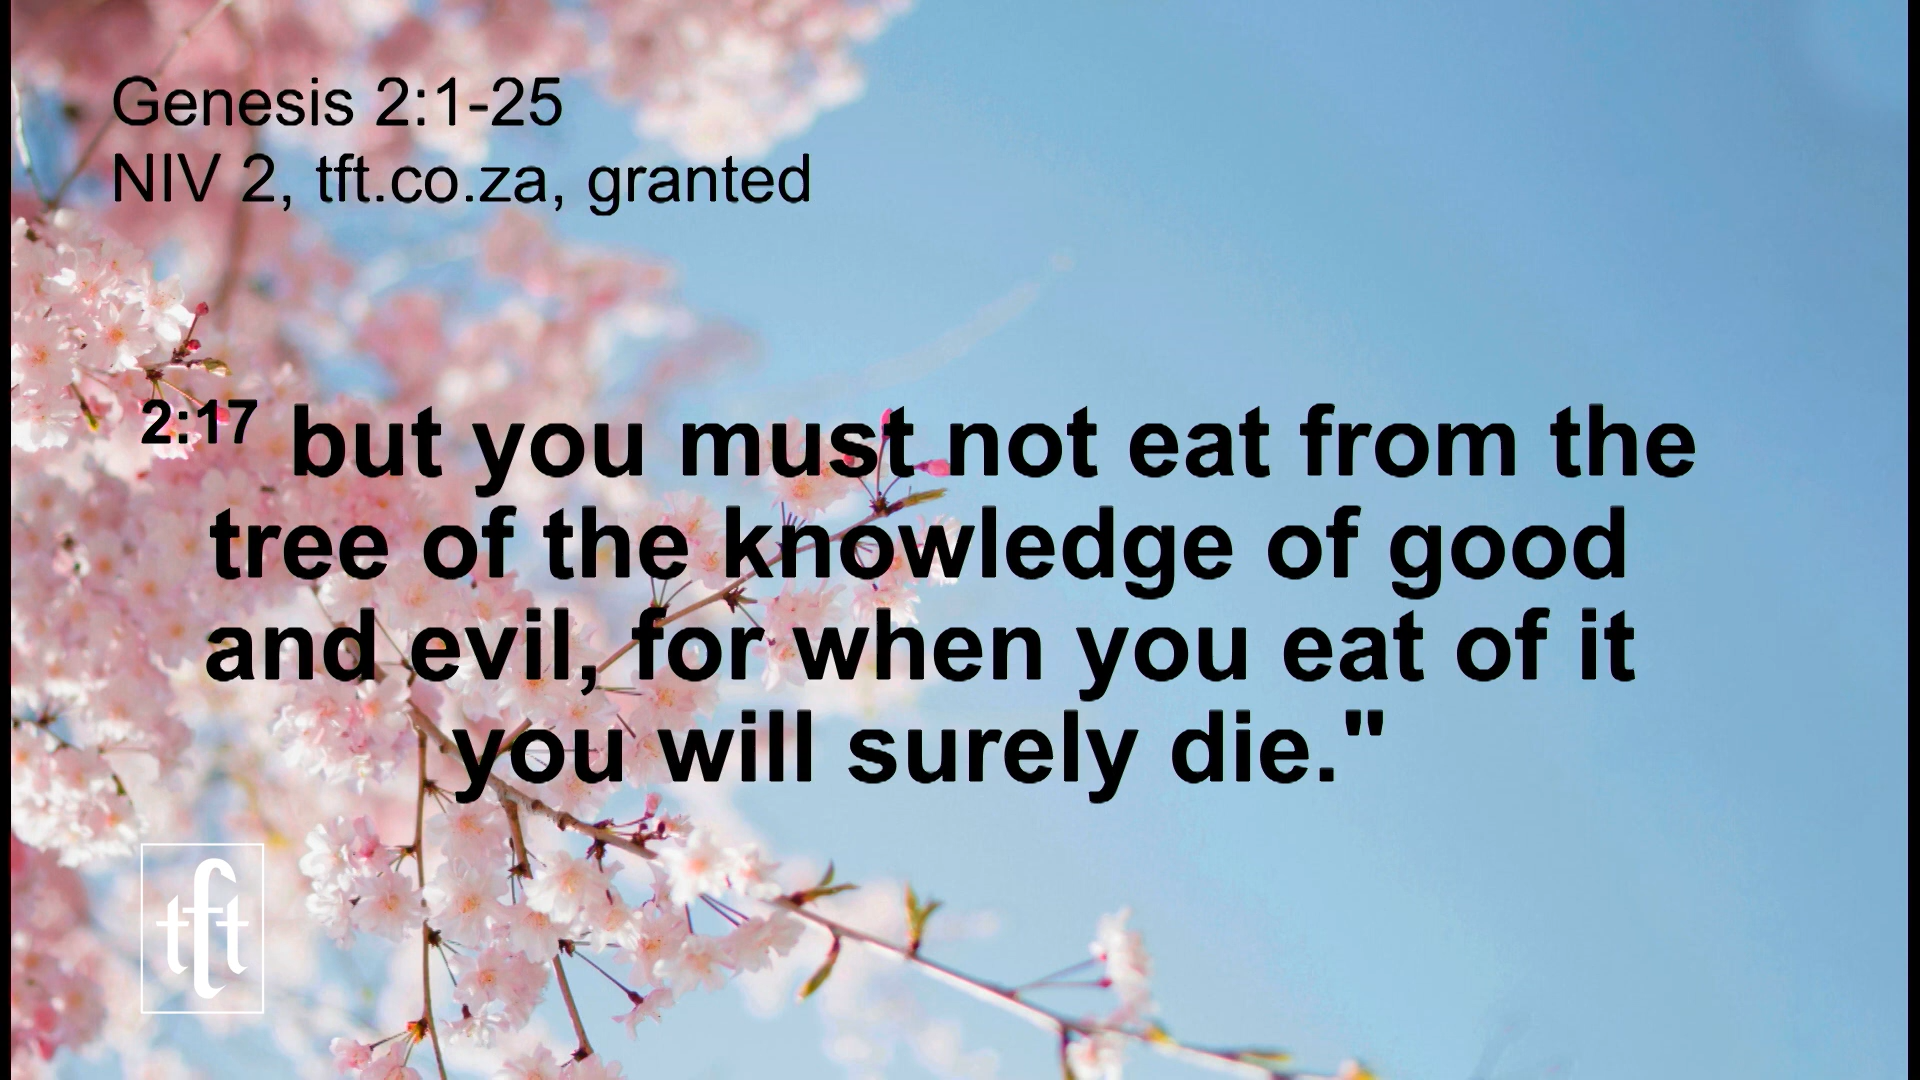 Genesis 2:1-25
NIV 2, tft.co.za, granted
2:17 but you must not eat from the
tree of the knowledge of good
and evil, for when you eat of it
you will surely die."
tft